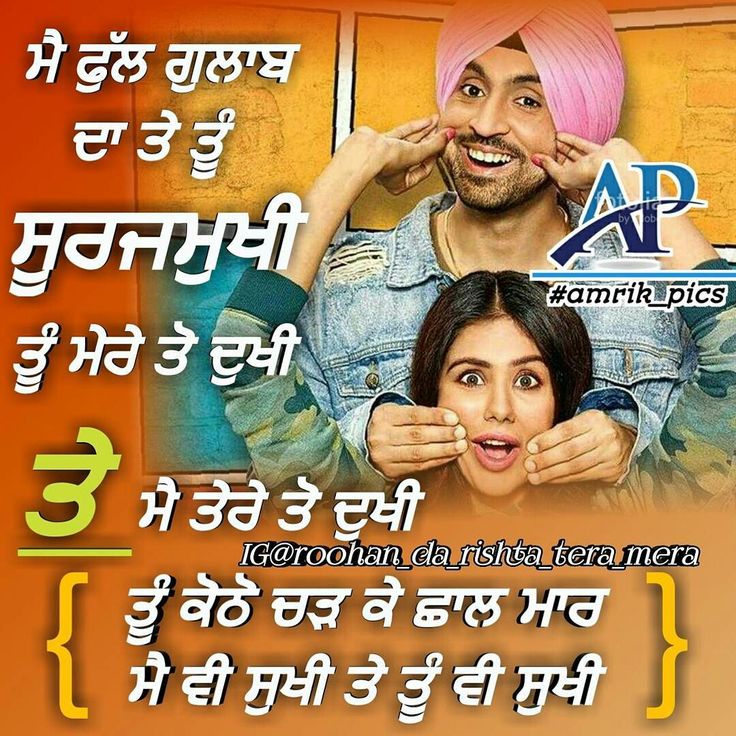 ਮੈ ਫੁੱਲ ਗੁਲਾਬ
ਦਾ ਤੇ ਤੂੰ
ਸੂਰਜਮੁਖੀ
ਤੂੰ ਮੇਰੇ ਤੋ ਦੁਖੀ
ਤੇ ਮੈ ਤੇਰੇ ਤੋ ਦੁਖੀ
{ ਤੂੰ ਕੋਠੇ ਚੜ ਕੇ ਛਾਲ ਮਾਰ
ਮੈ ਵੀ ਸੁਖੀ ਤੇ ਤੂੰ ਵੀ ਸੁਖੀ }
AP
#amrik_pics
IG@roohan_da_rishta_tera_mera